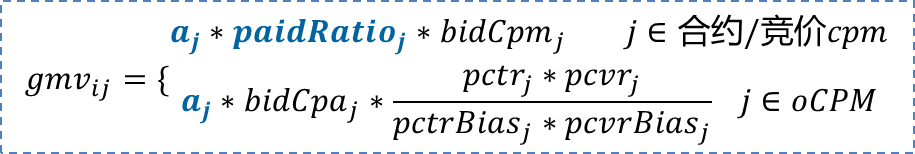 a_j * paidRatio_j * bidCpm_j j ∈ 合约/竞价cpm
gmv_ij = {
a_j * bidCpa_j * (pctr_j * pcvr_j) / (pctrBias_j * pcvrBias_j) j ∈ oCPM